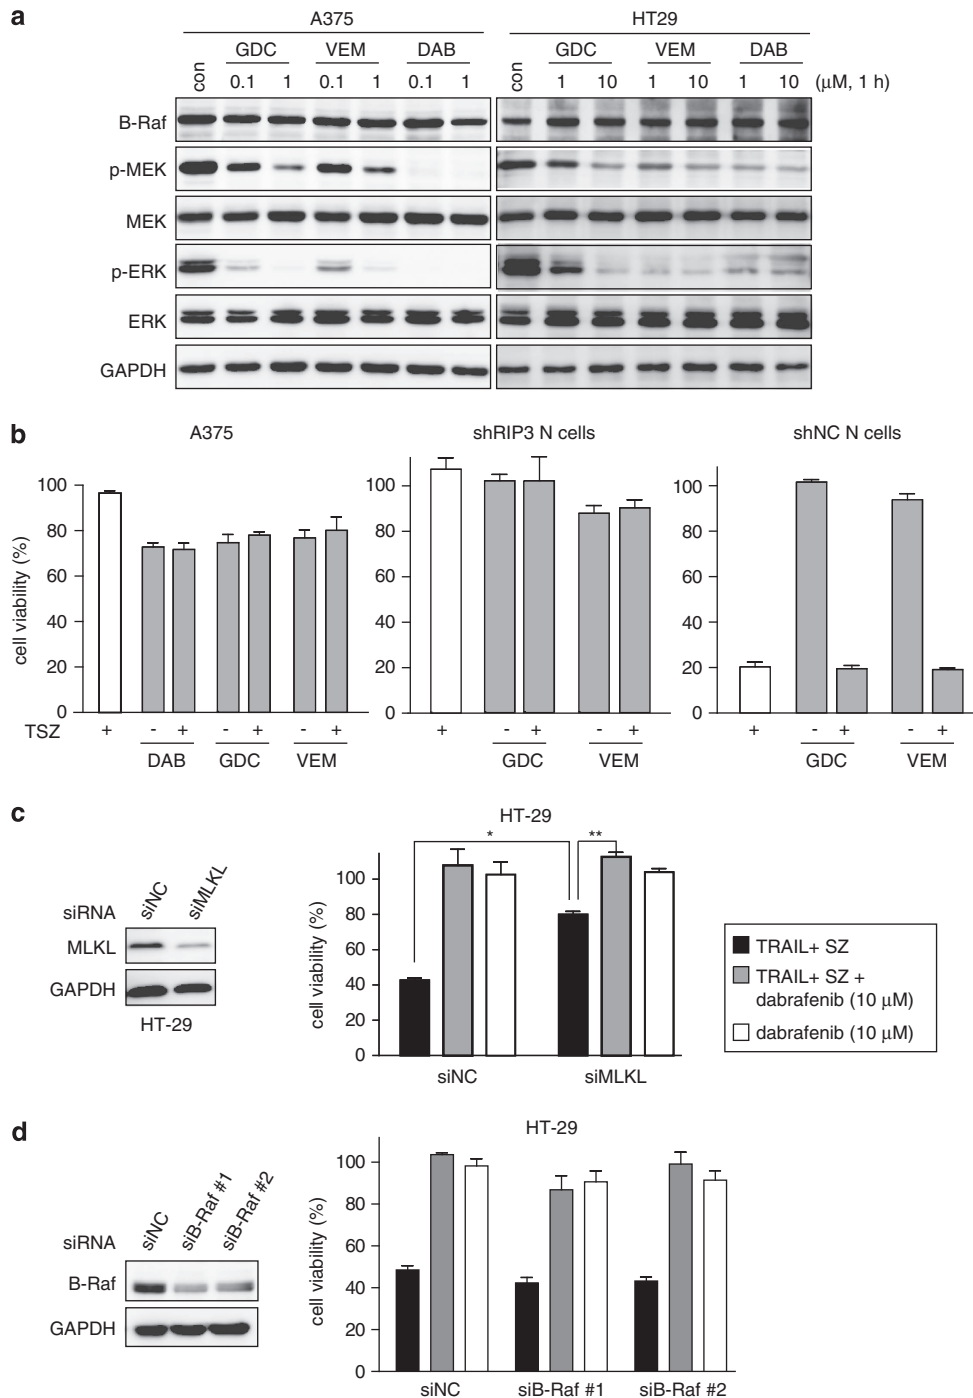 a
A375 HT29
GDC VEM DAB GDC VEM DAB
con 0.1 1 0.1 1 0.1 1 con 1 10 1 10 1 10 (μM, 1 h)
B-Raf
p-MEK
MEK
p-ERK
ERK
GAPDH
b
A375 shRIP3 N cells shNC N cells
cell viability (%)
100 100 100
80 80 80
60 60 60
40 40 40
20 20 20
0 0 0
TSZ + - + - + - + + - + - + + - + - +
DAB GDC VEM GDC VEM GDC VEM
c
HT-29
siRNA siNC siMLKL
MLKL
GAPDH
HT-29
cell viability (%)
* **
100
80
60
40
20
0
siNC siMLKL
TRAIL+ SZ
TRAIL+ SZ +
dabrafenib (10 μM)
dabrafenib (10 μM)
d
HT-29
siRNA siNC siB-Raf #1 siB-Raf #2
B-Raf
GAPDH
cell viability (%)
100
80
60
40
20
0
siNC siB-Raf #1 siB-Raf #2